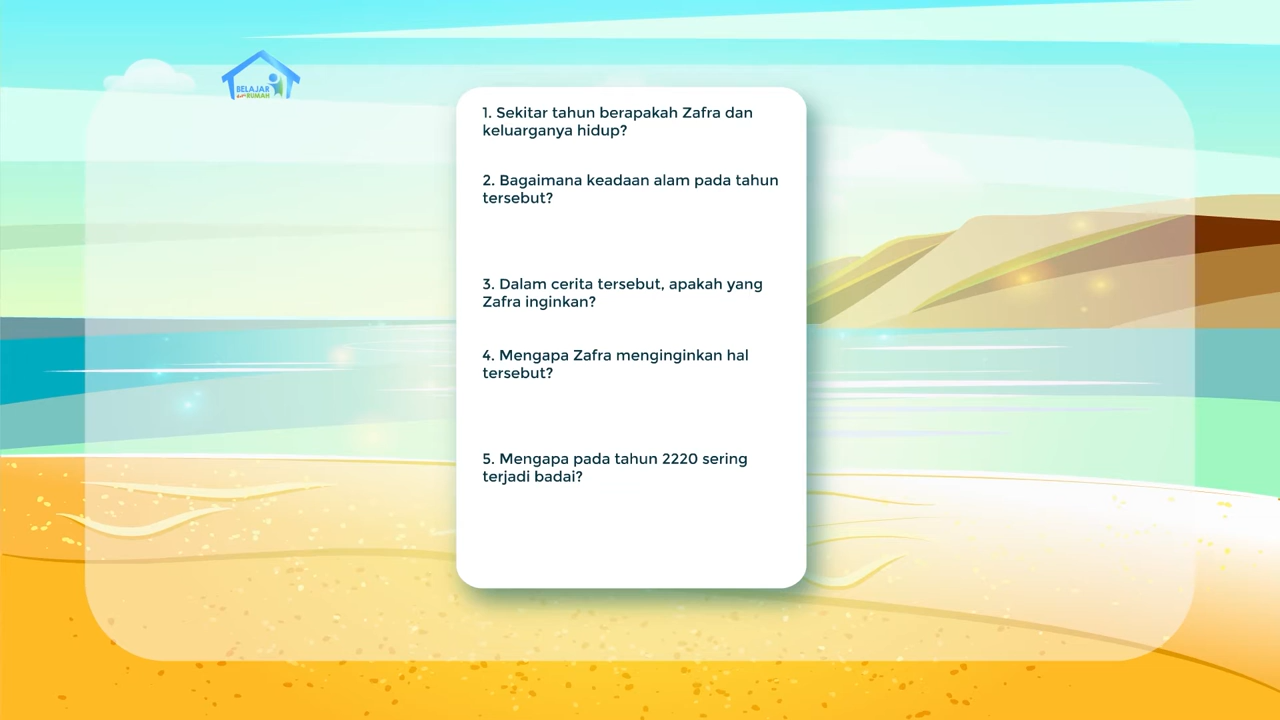 BELAJAR
dari RUMAH
1. Sekitar tahun berapakah Zafra dan
keluarganya hidup?
2. Bagaimana keadaan alam pada tahun
tersebut?
3. Dalam cerita tersebut, apakah yang
Zafra inginkan?
4. Mengapa Zafra menginginkan hal
tersebut?
5. Mengapa pada tahun 2220 sering
terjadi badai?